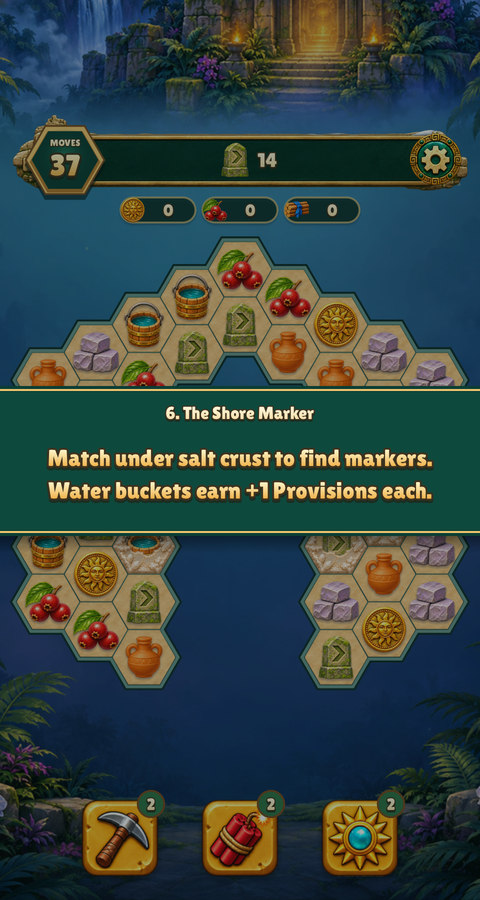 MOVES
37
14
0
0
0
6. The Shore Marker
Match under salt crust to find markers.
Water buckets earn +1 Provisions each.
2
2
2